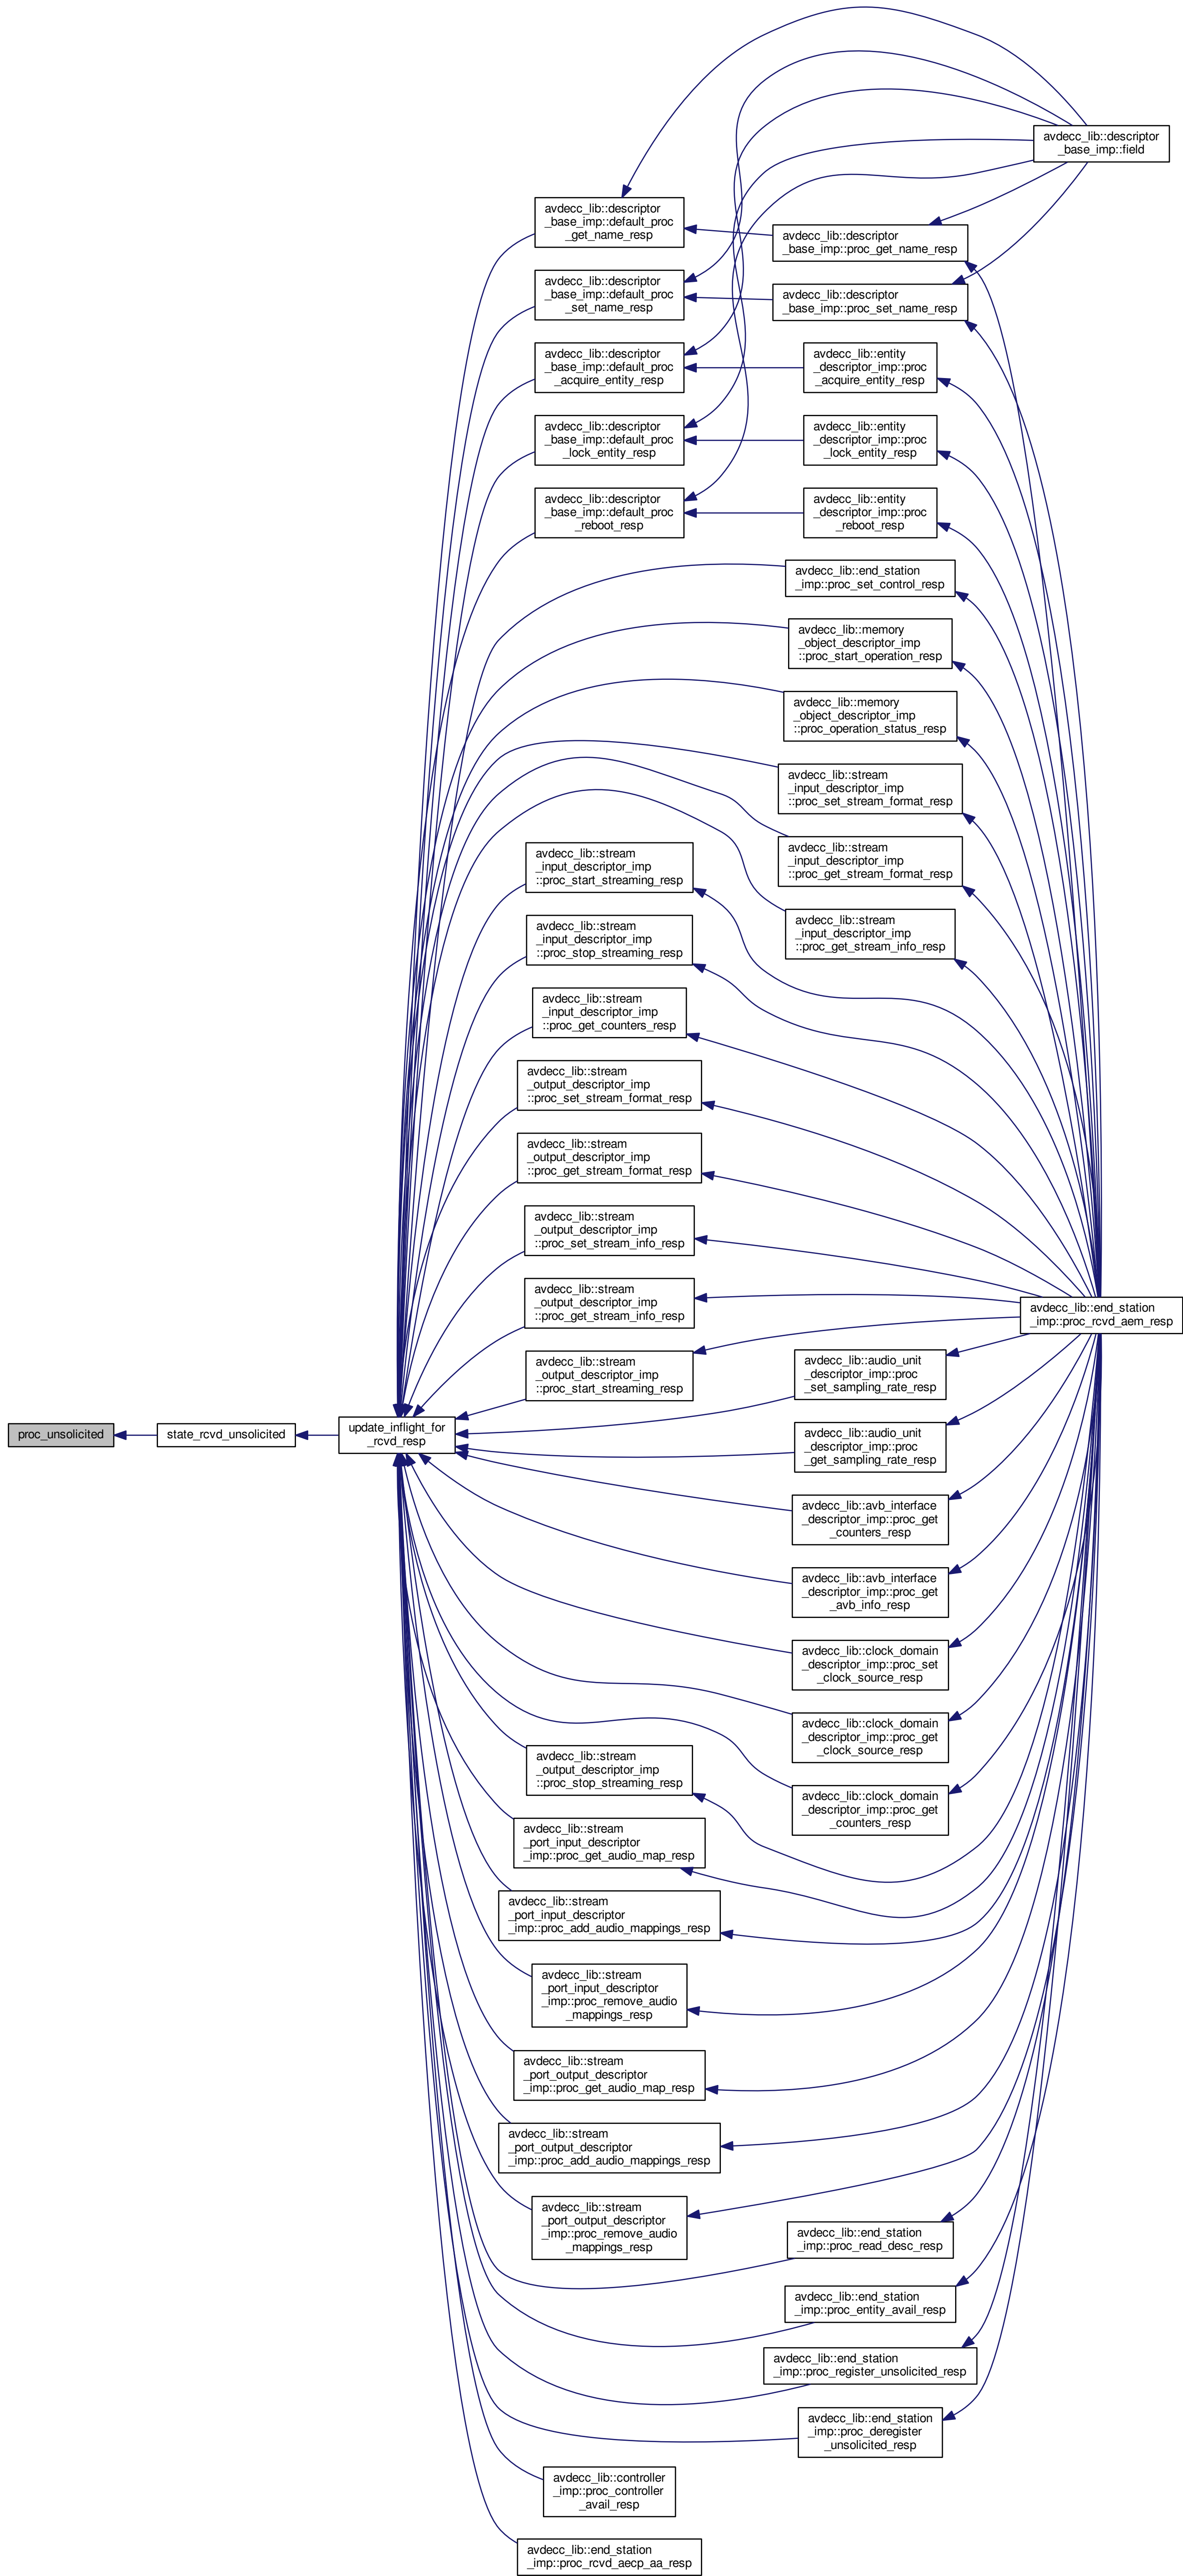 avdecc_lib::descriptor
_base_imp::field
avdecc_lib::descriptor
_base_imp::default_proc
_get_name_resp
avdecc_lib::descriptor
_base_imp::proc_get_name_resp
avdecc_lib::descriptor
_base_imp::default_proc
_set_name_resp
avdecc_lib::descriptor
_base_imp::proc_set_name_resp
avdecc_lib::descriptor
_base_imp::default_proc
_acquire_entity_resp
avdecc_lib::entity
_descriptor_imp::proc
_acquire_entity_resp
avdecc_lib::descriptor
_base_imp::default_proc
_lock_entity_resp
avdecc_lib::entity
_descriptor_imp::proc
_lock_entity_resp
avdecc_lib::descriptor
_base_imp::default_proc
_reboot_resp
avdecc_lib::entity
_descriptor_imp::proc
_reboot_resp
avdecc_lib::end_station
_imp::proc_set_control_resp
avdecc_lib::memory
_object_descriptor_imp
::proc_start_operation_resp
avdecc_lib::memory
_object_descriptor_imp
::proc_operation_status_resp
avdecc_lib::stream
_input_descriptor_imp
::proc_set_stream_format_resp
avdecc_lib::stream
_input_descriptor_imp
::proc_get_stream_format_resp
avdecc_lib::stream
_input_descriptor_imp
::proc_start_streaming_resp
avdecc_lib::stream
_input_descriptor_imp
::proc_get_stream_info_resp
avdecc_lib::stream
_input_descriptor_imp
::proc_stop_streaming_resp
avdecc_lib::stream
_input_descriptor_imp
::proc_get_counters_resp
avdecc_lib::stream
_output_descriptor_imp
::proc_set_stream_format_resp
avdecc_lib::stream
_output_descriptor_imp
::proc_get_stream_format_resp
avdecc_lib::stream
_output_descriptor_imp
::proc_set_stream_info_resp
avdecc_lib::stream
_output_descriptor_imp
::proc_get_stream_info_resp
avdecc_lib::end_station
_imp::proc_rcvd_aem_resp
avdecc_lib::stream
_output_descriptor_imp
::proc_start_streaming_resp
avdecc_lib::audio_unit
_descriptor_imp::proc
_set_sampling_rate_resp
proc_unsolicited
state_rcvd_unsolicited
update_inflight_for
_rcvd_resp
avdecc_lib::audio_unit
_descriptor_imp::proc
_get_sampling_rate_resp
avdecc_lib::avb_interface
_descriptor_imp::proc_get
_counters_resp
avdecc_lib::avb_interface
_descriptor_imp::proc_get
_avb_info_resp
avdecc_lib::clock_domain
_descriptor_imp::proc_set
_clock_source_resp
avdecc_lib::clock_domain
_descriptor_imp::proc_get
_clock_source_resp
avdecc_lib::stream
_output_descriptor_imp
::proc_stop_streaming_resp
avdecc_lib::clock_domain
_descriptor_imp::proc_get
_counters_resp
avdecc_lib::stream
_port_input_descriptor
_imp::proc_get_audio_map_resp
avdecc_lib::stream
_port_input_descriptor
_imp::proc_add_audio_mappings_resp
avdecc_lib::stream
_port_input_descriptor
_imp::proc_remove_audio
_mappings_resp
avdecc_lib::stream
_port_output_descriptor
_imp::proc_get_audio_map_resp
avdecc_lib::stream
_port_output_descriptor
_imp::proc_add_audio_mappings_resp
avdecc_lib::stream
_port_output_descriptor
_imp::proc_remove_audio
_mappings_resp
avdecc_lib::end_station
_imp::proc_read_desc_resp
avdecc_lib::end_station
_imp::proc_entity_avail_resp
avdecc_lib::end_station
_imp::proc_register_unsolicited_resp
avdecc_lib::end_station
_imp::proc_deregister
_unsolicited_resp
avdecc_lib::controller
_imp::proc_controller
_avail_resp
avdecc_lib::end_station
_imp::proc_rcvd_aecp_aa_resp